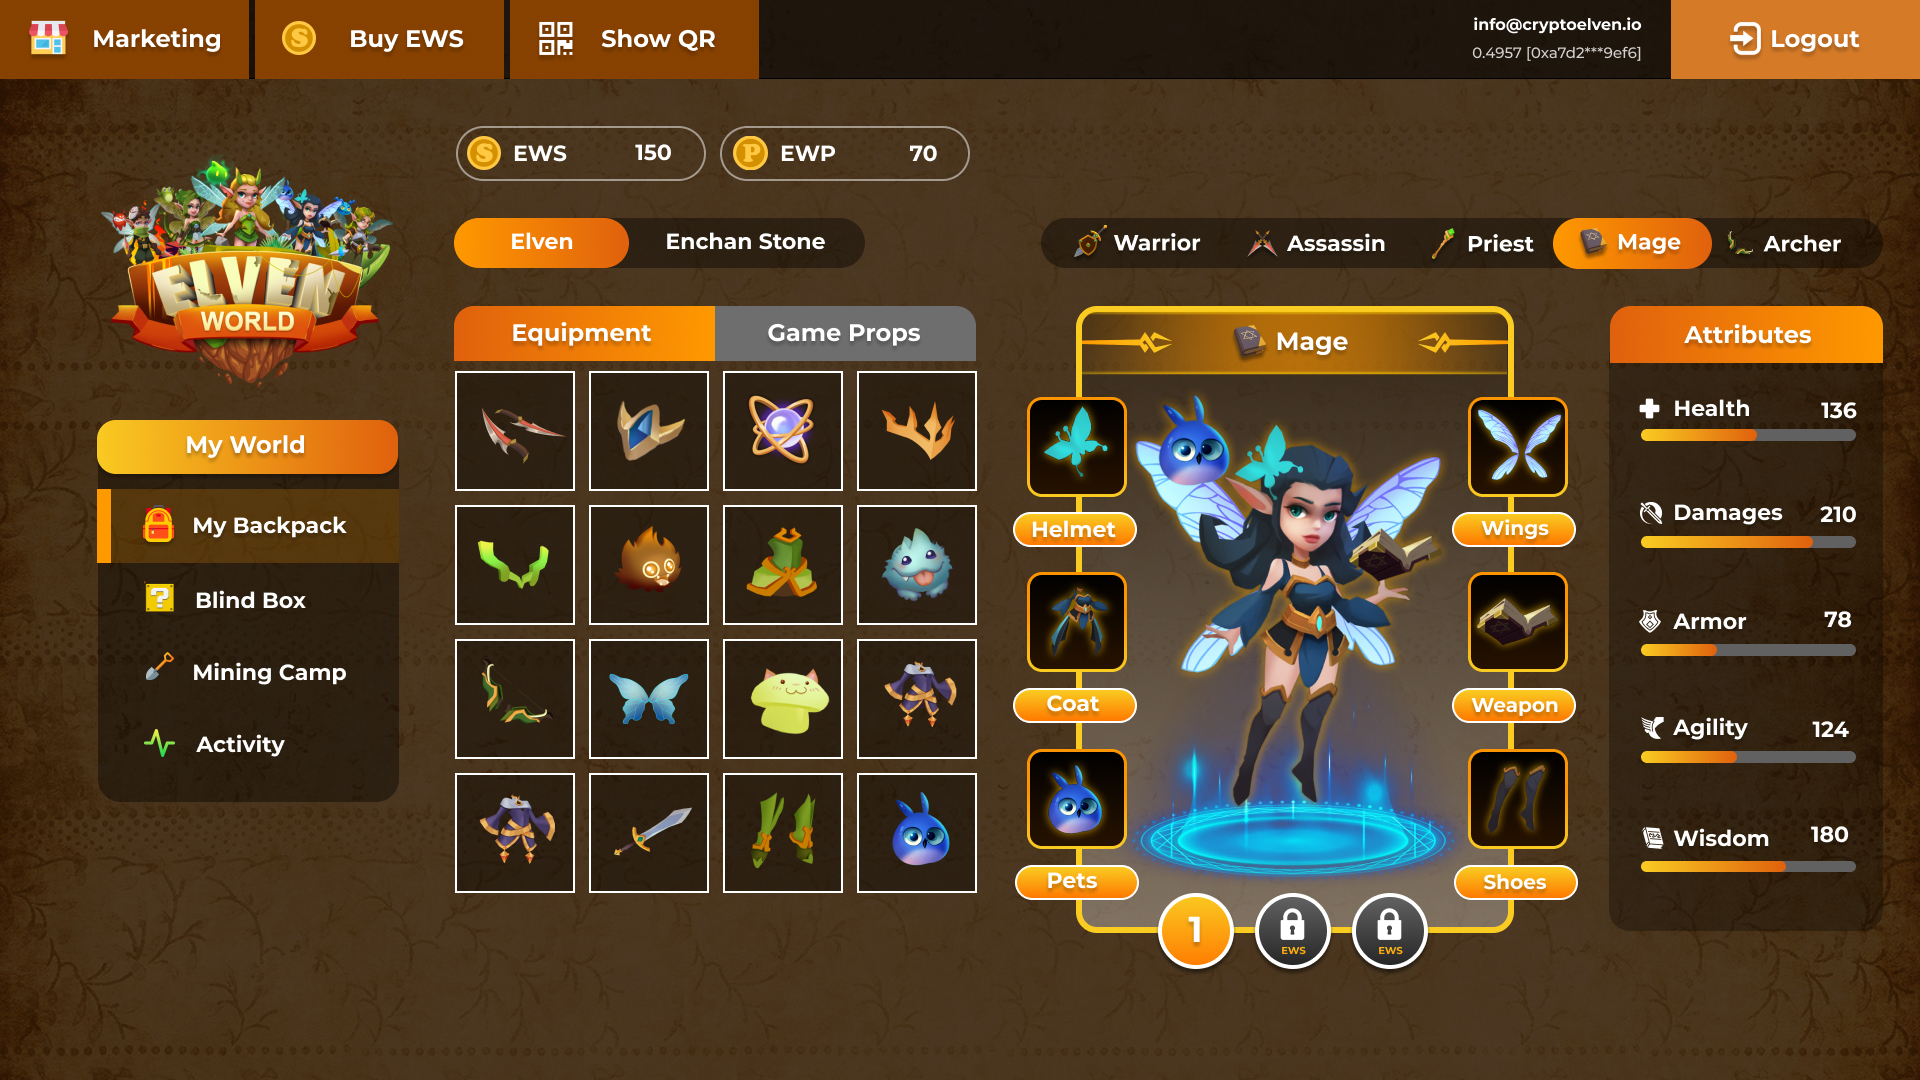 Marketing
Buy EWS
Show QR
info@cryptoelven.io
0.4957 [0xa7d2***9ef6]
Logout
S EWS 150
P EWP 70
ELVEN
WORLD
Elven
Enchan Stone
Warrior
Assassin
Priest
Mage
Archer
My World
My Backpack
? Blind Box
Mining Camp
Activity
Equipment
Game Props
Mage
Helmet
Wings
Coat
Weapon
Pets
Shoes
1
EWS
EWS
Attributes
Health 136
Damages 210
Armor 78
Agility 124
Wisdom 180